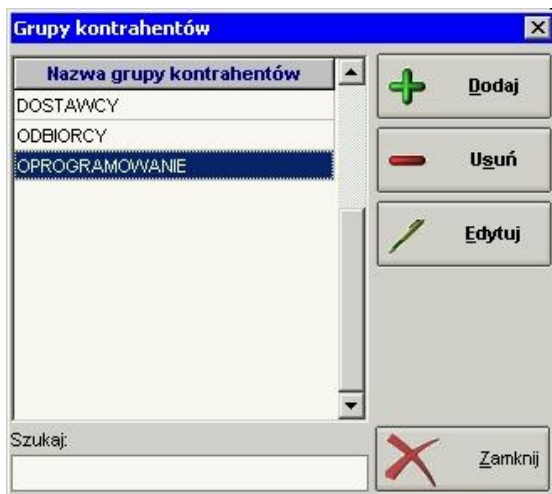 Grupy kontrahentów
Nazwa grupy kontrahentów
DOSTAWCY
ODBIORCY
OPROGRAMOWANIE
Dodaj
Usuń
Edytuj
Szukaj:
Zamknij